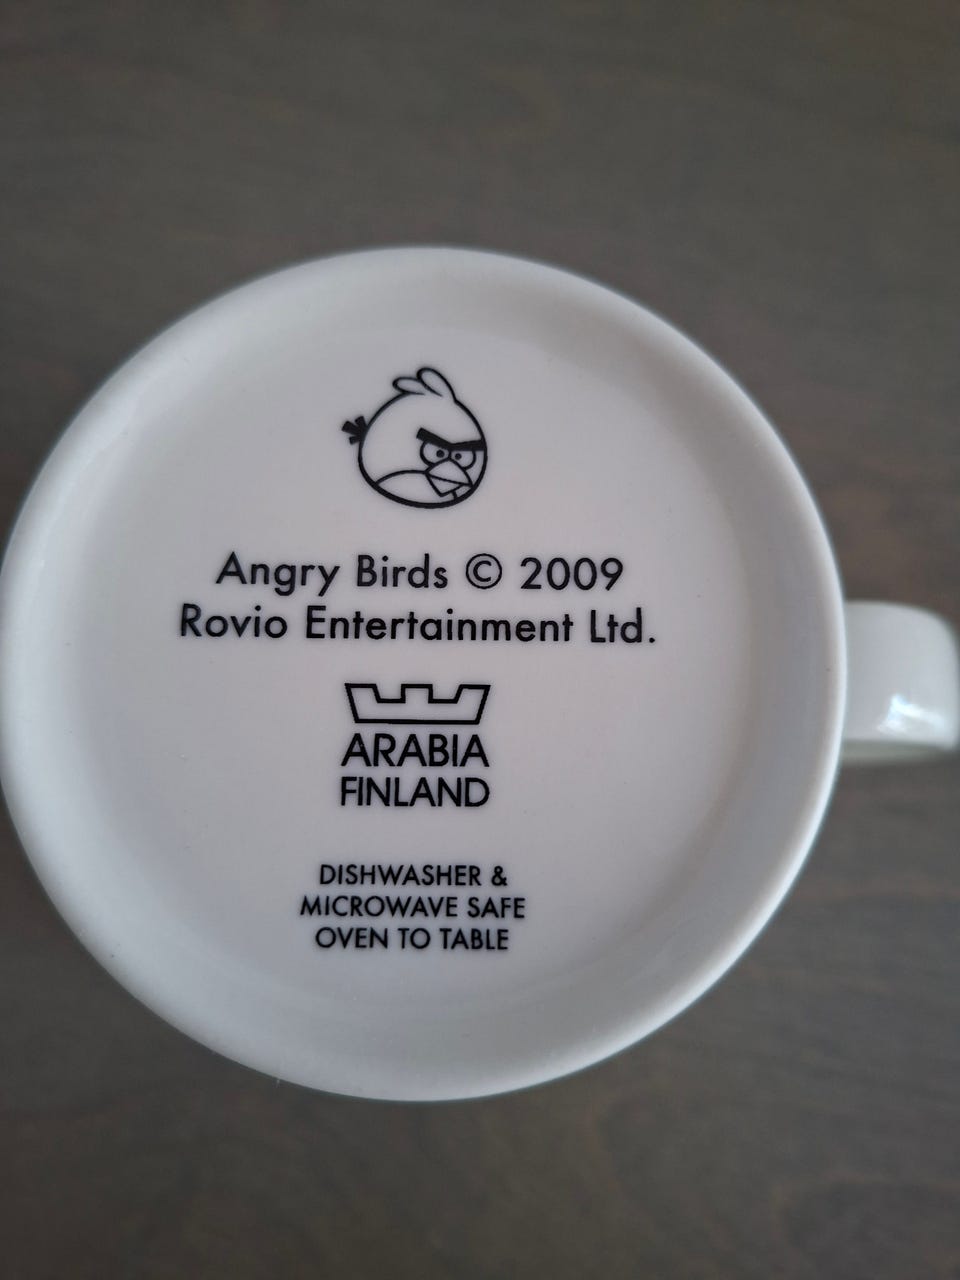 Angry Birds © 2009
Rovio Entertainment Ltd.
ARABIA
FINLAND
DISHWASHER &
MICROWAVE SAFE
OVEN TO TABLE